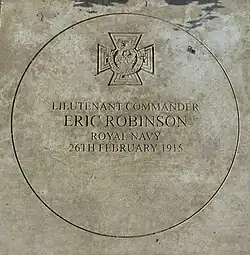 LIEUTENANT COMMANDER
ERIC ROBINSON
ROYAL NAVY
26TH FEBRUARY 1915